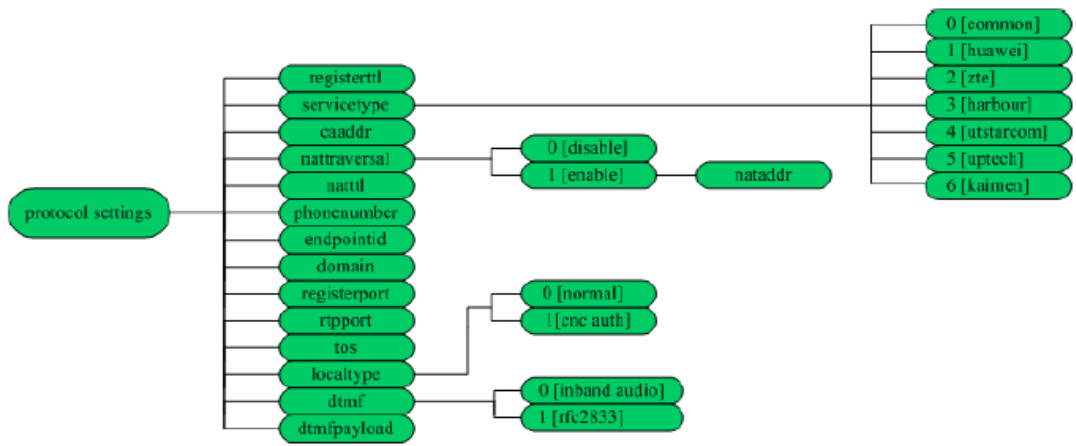 protocol settings
registerttl
servicetype
caaddr
nattraversal
natttl
phonenumber
endpointid
domain
registerport
rtpport
tos
localtype
dtmf
dtmfpayload
0 [disable]
1 [enable]
nataddr
0 [normal]
1[cnc auth]
0 [inband audio]
1 [rfc2833]
0 [common]
1 [huawei]
2 [zte]
3 [harbour]
4 [utstarcom]
5 [uptech]
6 [kaimen]